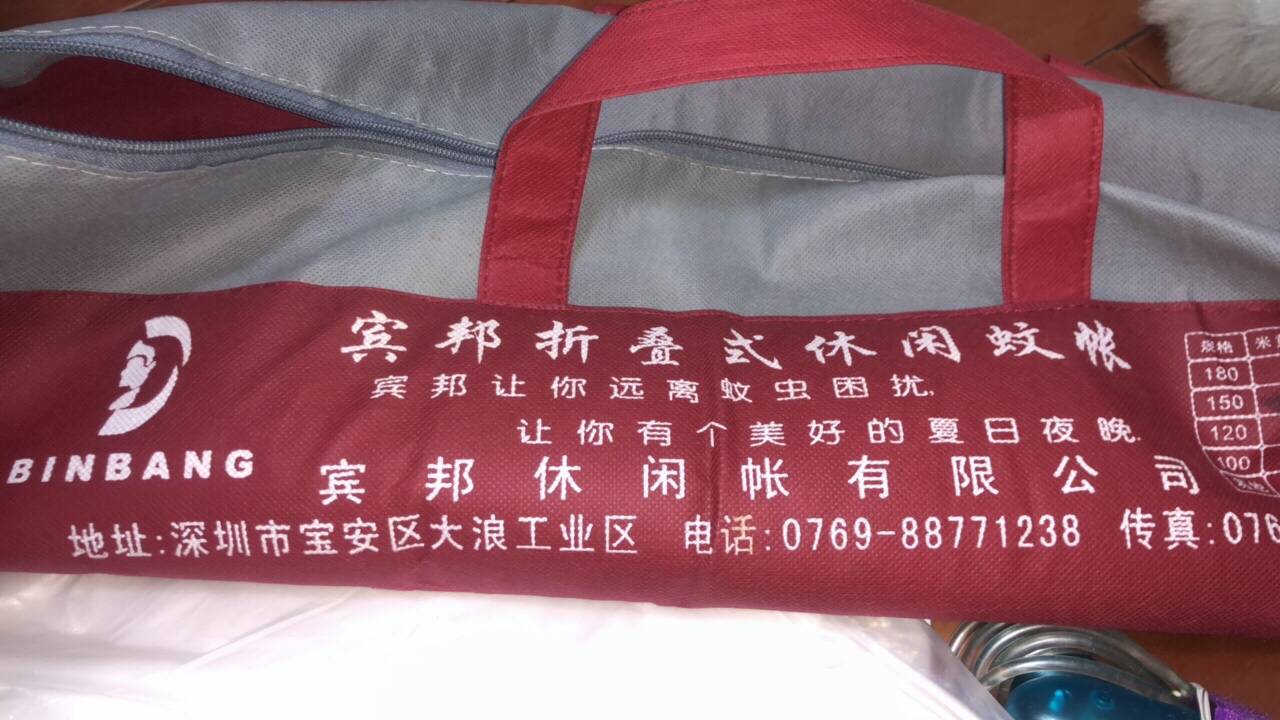 宾邦折叠式休闲蚊帐
宾邦让你远离蚊虫困扰,
让你有个美好的夏日夜晚.
BINBANG
宾邦休闲帐有限公司
地址:深圳市宝安区大浪工业区 电话:0769-88771238 传真:076
规格 米
180
150
120
100